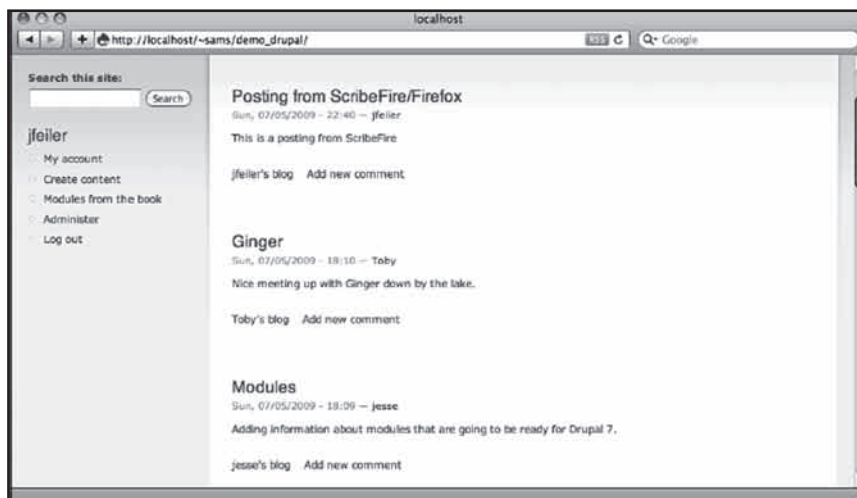 localhost
http://localhost/~sams/demo_drupal/
RSS
Google
Search this site:
Search
jfeiler
My account
Create content
Modules from the book
Administer
Log out
Posting from ScribeFire/Firefox
Sun, 07/05/2009 - 22:40 — jfeiler
This is a posting from ScribeFire
jfeiler's blog Add new comment
Ginger
Sun, 07/05/2009 - 18:10 — Toby
Nice meeting up with Ginger down by the lake.
Toby's blog Add new comment
Modules
Sun, 07/05/2009 - 18:09 — jesse
Adding information about modules that are going to be ready for Drupal 7.
jesse's blog Add new comment